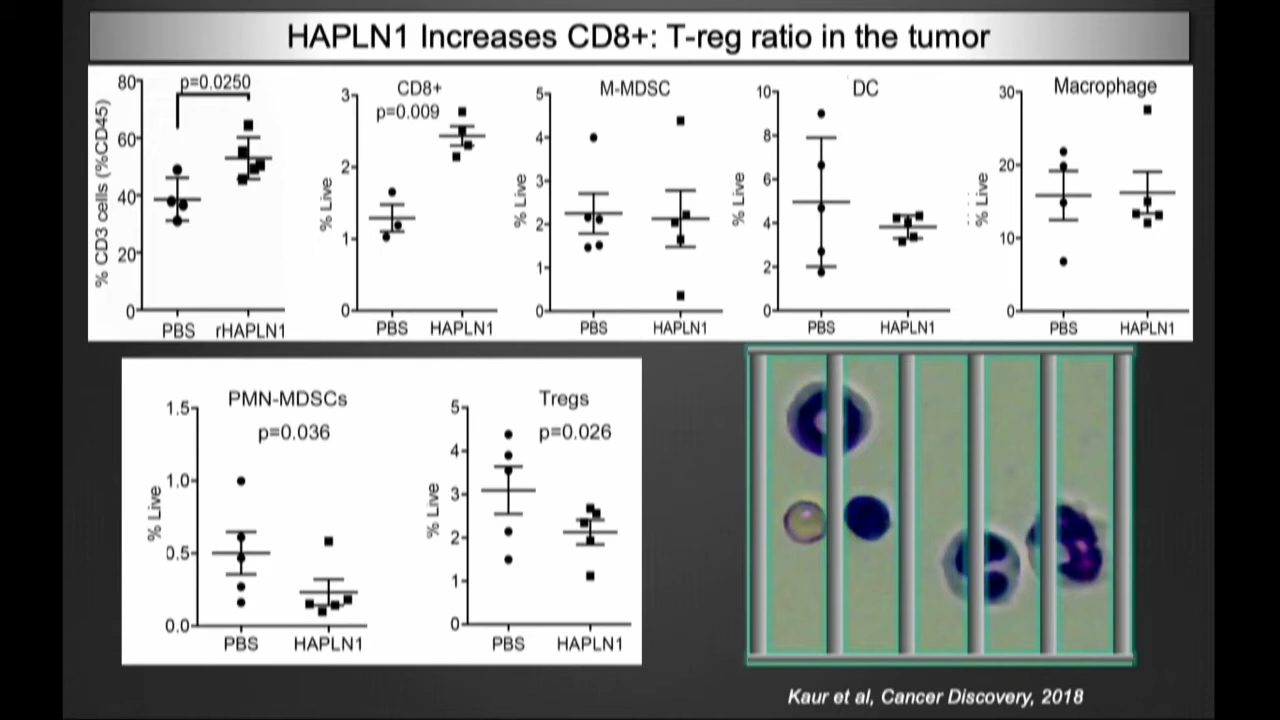 HAPLN1 Increases CD8+: T-reg ratio in the tumor
% CD3 cells (%CD45)
80
60
40
20
0
p=0.0250
PBS rHAPLN1
CD8+
p=0.009
% Live
3
2
1
0
PBS HAPLN1
M-MDSC
% Live
5
4
3
2
1
0
PBS HAPLN1
DC
% Live
10
8
6
4
2
0
PBS HAPLN1
Macrophage
% Live
30
20
10
0
PBS HAPLN1
PMN-MDSCs
p=0.036
% Live
1.5
1.0
0.5
0.0
PBS HAPLN1
Tregs
p=0.026
% Live
5
4
3
2
1
0
PBS HAPLN1
Kaur et al, Cancer Discovery, 2018